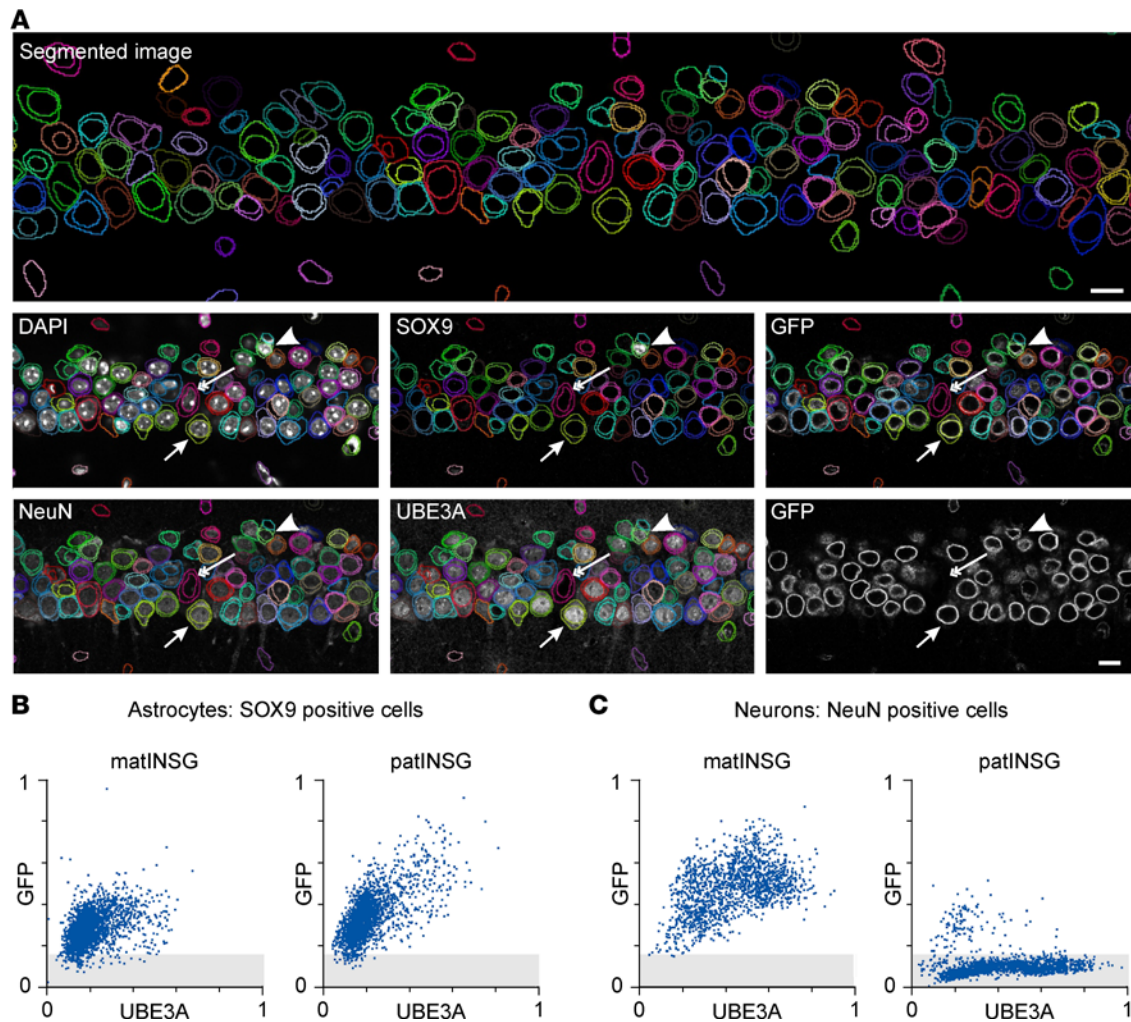 A
Segmented image
DAPI
SOX9
GFP
NeuN
UBE3A
GFP
B
Astrocytes: SOX9 positive cells
C
Neurons: NeuN positive cells
matINSG
patINSG
matINSG
patINSG
1
1
1
1
GFP
GFP
GFP
GFP
0
0
0
0
0
UBE3A
1
0
UBE3A
1
0
UBE3A
1
0
UBE3A
1